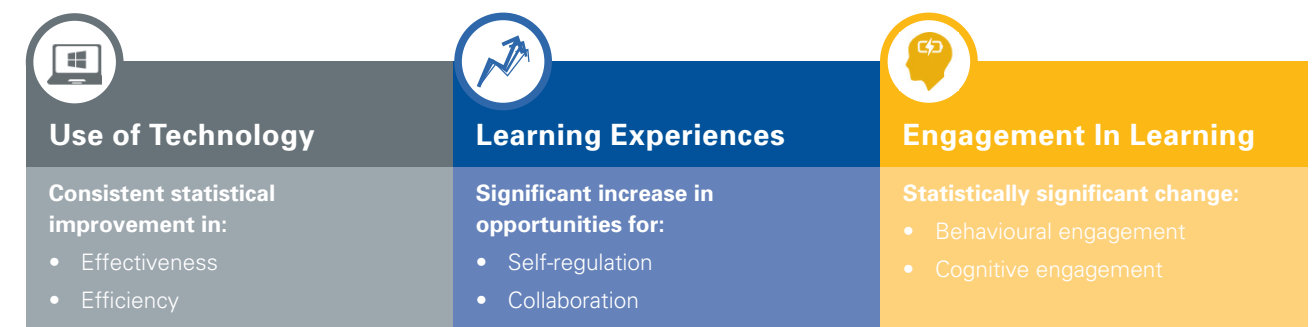 Use of Technology
Consistent statistical
improvement in:
• Effectiveness
• Efficiency
Learning Experiences
Significant increase in
opportunities for:
• Self-regulation
• Collaboration
Engagement In Learning
Statistically significant change:
• Behavioural engagement
• Cognitive engagement